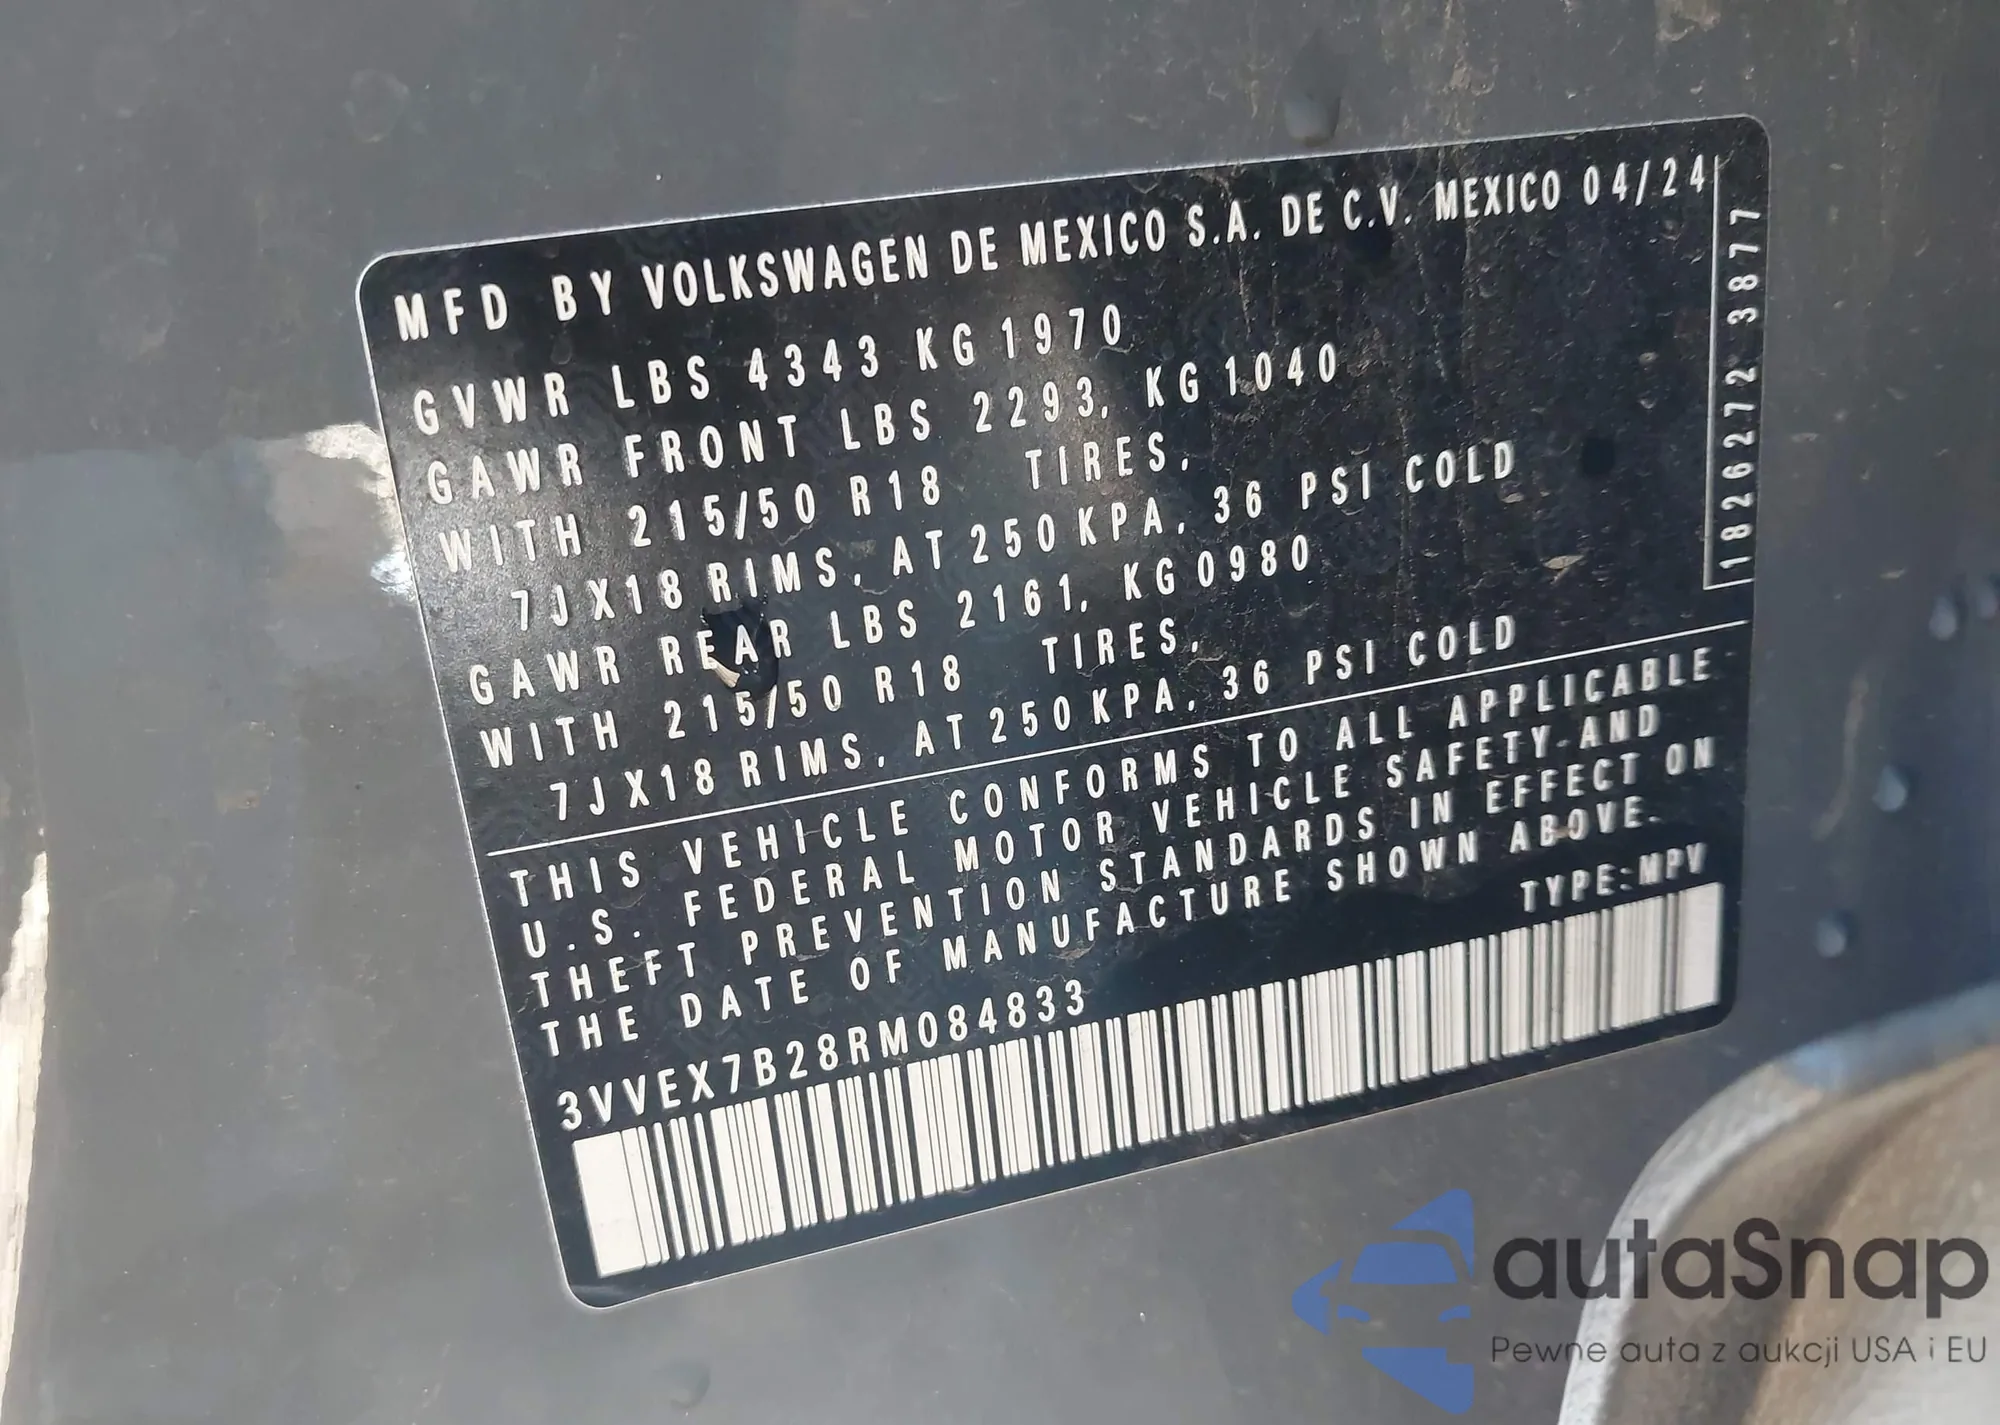 MFD BY VOLKSWAGEN DE MEXICO S.A. DE C.V. MEXICO 04/24
GVWR LBS 4343 KG 1970
GAWR FRONT LBS 2293, KG 1040
WITH 215/50 R18 TIRES,
7JX18 RIMS, AT 250 KPA, 36 PSI COLD
GAWR REAR LBS 2161, KG 0980
WITH 215/50 R18 TIRES,
7JX18 RIMS, AT 250 KPA, 36 PSI COLD
1826272 3877
THIS VEHICLE CONFORMS TO ALL APPLICABLE
U.S. FEDERAL MOTOR VEHICLE SAFETY AND
THEFT PREVENTION STANDARDS IN EFFECT ON
THE DATE OF MANUFACTURE SHOWN ABOVE.
3VVEX7B28RM084833 TYPE:MPV
autaSnap
Pewne auta z aukcji USA i EU